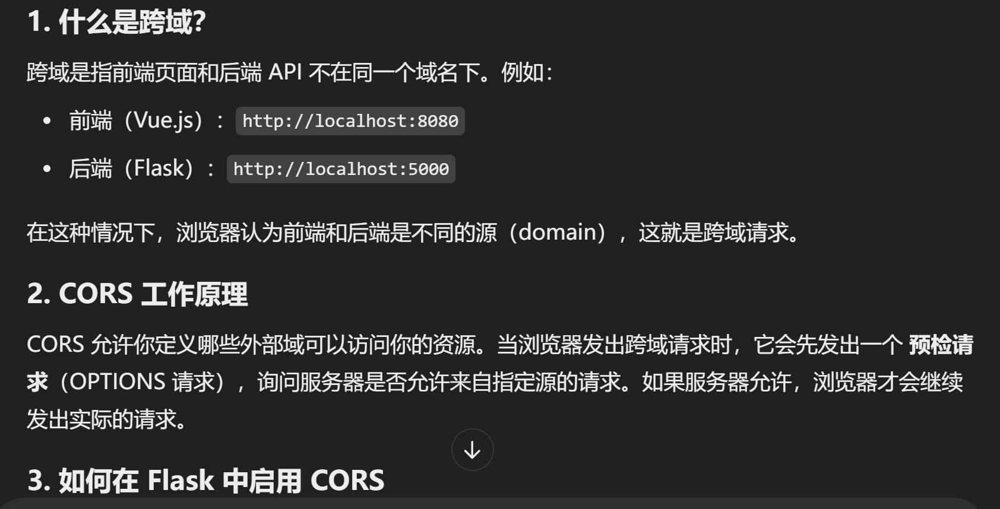 1. 什么是跨域？
跨域是指前端页面和后端 API 不在同一个域名下。例如：
• 前端（Vue.js）：http://localhost:8080
• 后端（Flask）：http://localhost:5000
在这种情况下，浏览器认为前端和后端是不同的源（domain），这就是跨域请求。
2. CORS 工作原理
CORS 允许你定义哪些外部域可以访问你的资源。当浏览器发出跨域请求时，它会先发出一个 预检请
求（OPTIONS 请求），询问服务器是否允许来自指定源的请求。如果服务器允许，浏览器才会继续
发出实际的请求。
3. 如何在 Flask 中启用 CORS